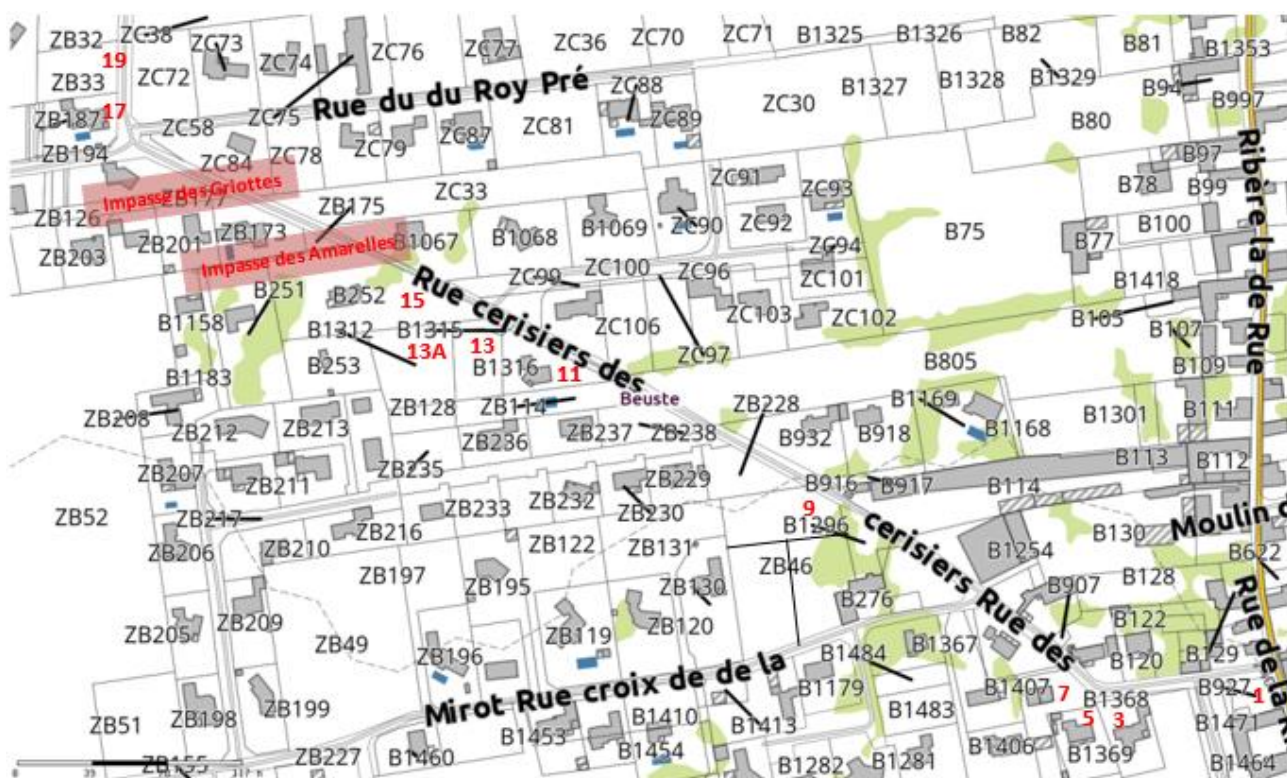 ZB32 ZC38 ZC73 ZC74 ZC76 ZC77 ZC36 ZC70 ZC71 B1325 B1326 B82 B81 B1353
19
ZB33 ZC72 B1327 B1328 B1329 B94 B997
17
ZB187 ZC58 ZC75 Rue du du Roy Pré ZC88 ZC30
ZC79 ZC87 ZC81 ZC89 B80 B97
ZB194 ZC84 ZC78
Impasse des Griottes
ZB177 ZC33 ZC91 ZC93 B78 B99
ZB126 ZB175 B1069 ZC90 ZC92 B75 B77 B100
ZB203 ZB201 ZB173 B1067 B1068 ZC94
Impasse des Amarelles
ZC99 ZC100 ZC96 ZC101 B1418
B251 B252 15 Rue cerisiers des ZC103 ZC102 B105 B107
B1158 B1312 B1315 ZC106
13A 13
B253 B1316 11 ZC97 B805 B109
B1183 Beuste
ZB208 ZB128 ZB114 ZB228 B1169 B1301 B111
ZB212 ZB213 ZB236 ZB237 ZB238 B932 B918 B1168
ZB207 ZB211 ZB235 ZB229 B916 B917 B113 B112
B114
ZB52 ZB217 ZB233 ZB232 ZB230 9 B1296 cerisiers Rue des Moulin
ZB206 ZB210 ZB216 ZB122 ZB131 ZB46 B1254 B130
B622
ZB197 ZB195 ZB130 B276 B907 B128
ZB205 ZB209 ZB49 ZB119 ZB120 B122
ZB196 B1484 B1367 B120 B129
Ribere la de Rue
Rue de la
Mirot Rue croix de de la
ZB51 ZB198 ZB199 B1179 B1483 B1407 7 B1368 B927 1
5 3
B1410 B1413 B1471
ZB155 ZB227 B1460 B1453 B1454 B1282 B1281 B1406 B1369 B1464
0